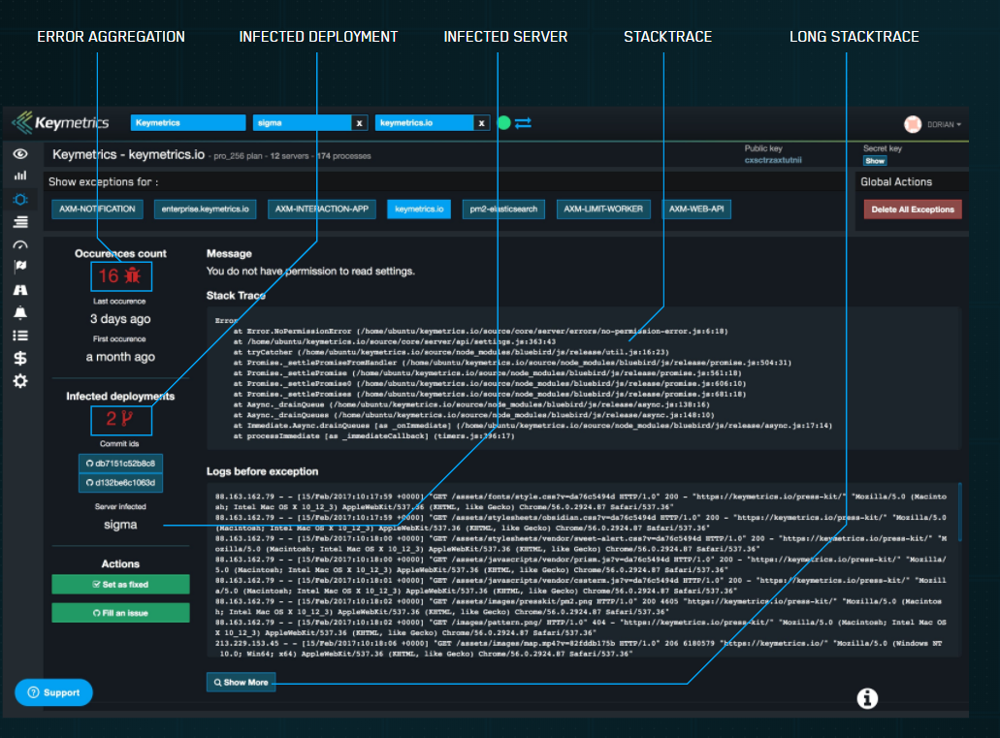 ERROR AGGREGATION INFECTED DEPLOYMENT INFECTED SERVER STACKTRACE LONG STACKTRACE
Keymetrics Keymetrics sigma x keymetrics.io x DORIAN
Keymetrics - keymetrics.io - pro_256 plan - 12 servers - 174 processes
Public key
cxsctrzaxtutnii
Secret key
Show
Show exceptions for :
Global Actions
AXM-NOTIFICATION enterprise.keymetrics.io AXM-INTERACTION-APP keymetrics.io pm2-elasticsearch AXM-LIMIT-WORKER AXM-WEB-API
Delete All Exceptions
Occurences count
16
Last occurence
3 days ago
First occurence
a month ago
Infected deployments
2
Commit ids
db7151c52b8c8
d132be6c1063d
Server infected
sigma
Actions
Set as fixed
Fill an issue
Message
You do not have permission to read settings.
Stack Trace
Error
at Error.NoPermissionError (/home/ubuntu/keymetrics.io/source/core/server/errors/no-permission-error.js:6:18)
at /home/ubuntu/keymetrics.io/source/core/server/api/settings.js:363:43
at tryCatcher (/home/ubuntu/keymetrics.io/source/node_modules/bluebird/js/release/util.js:16:23)
at Promise._settlePromiseFromHandler (/home/ubuntu/keymetrics.io/source/node_modules/bluebird/js/release/promise.js:504:31)
at Promise._settlePromise (/home/ubuntu/keymetrics.io/source/node_modules/bluebird/js/release/promise.js:561:18)
at Promise._settlePromise0 (/home/ubuntu/keymetrics.io/source/node_modules/bluebird/js/release/promise.js:606:10)
at Promise._settlePromises (/home/ubuntu/keymetrics.io/source/node_modules/bluebird/js/release/promise.js:681:18)
at Async._drainQueue (/home/ubuntu/keymetrics.io/source/node_modules/bluebird/js/release/async.js:138:16)
at Async._drainQueues (/home/ubuntu/keymetrics.io/source/node_modules/bluebird/js/release/async.js:148:10)
at Immediate.Async.drainQueues [as _onImmediate] (/home/ubuntu/keymetrics.io/source/node_modules/bluebird/js/release/async.js:17:14)
at processImmediate [as _immediateCallback] (timers.js:396:17)
Logs before exception
88.163.162.79 - - [15/Feb/2017:10:17:59 +0000] "GET /assets/fonts/style.css?v=da76c5494d HTTP/1.0" 200 - "https://keymetrics.io/press-kit/" "Mozilla/5.0 (Macinto
sh; Intel Mac OS X 10_12_3) AppleWebKit/537.36 (KHTML, like Gecko) Chrome/56.0.2924.87 Safari/537.36"
88.163.162.79 - - [15/Feb/2017:10:17:59 +0000] "GET /assets/stylesheets/obsidian.css?v=da76c5494d HTTP/1.0" 200 - "https://keymetrics.io/press-kit/" "Mozilla/5.0
(Macintosh; Intel Mac OS X 10_12_3) AppleWebKit/537.36 (KHTML, like Gecko) Chrome/56.0.2924.87 Safari/537.36"
88.163.162.79 - - [15/Feb/2017:10:18:00 +0000] "GET /assets/stylesheets/vendor/sweet-alert.css?v=da76c5494d HTTP/1.0" 200 - "https://keymetrics.io/press-kit/" "M
ozilla/5.0 (Macintosh; Intel Mac OS X 10_12_3) AppleWebKit/537.36 (KHTML, like Gecko) Chrome/56.0.2924.87 Safari/537.36"
88.163.162.79 - - [15/Feb/2017:10:18:00 +0000] "GET /assets/javascripts/vendor/prism.js?v=da76c5494d HTTP/1.0" 200 - "https://keymetrics.io/press-kit/" "Mozilla/
5.0 (Macintosh; Intel Mac OS X 10_12_3) AppleWebKit/537.36 (KHTML, like Gecko) Chrome/56.0.2924.87 Safari/537.36"
88.163.162.79 - - [15/Feb/2017:10:18:01 +0000] "GET /assets/javascripts/vendor/cssterm.js?v=da76c5494d HTTP/1.0" 200 - "https://keymetrics.io/press-kit/" "Mozill
a/5.0 (Macintosh; Intel Mac OS X 10_12_3) AppleWebKit/537.36 (KHTML, like Gecko) Chrome/56.0.2924.87 Safari/537.36"
88.163.162.79 - - [15/Feb/2017:10:18:02 +0000] "GET /assets/images/presskit/pm2.png HTTP/1.0" 200 4605 "https://keymetrics.io/press-kit/" "Mozilla/5.0 (Macintos
h; Intel Mac OS X 10_12_3) AppleWebKit/537.36 (KHTML, like Gecko) Chrome/56.0.2924.87 Safari/537.36"
88.163.162.79 - - [15/Feb/2017:10:18:02 +0000] "GET /images/pattern.png/ HTTP/1.0" 404 - "https://keymetrics.io/press-kit/" "Mozilla/5.0 (Macintosh; Intel Mac OS
X 10_12_3) AppleWebKit/537.36 (KHTML, like Gecko) Chrome/56.0.2924.87 Safari/537.36"
213.229.153.45 - - [15/Feb/2017:10:18:06 +0000] "GET /assets/images/map.mp4?v=82fddb175b HTTP/1.0" 206 6180579 "https://keymetrics.io/" "Mozilla/5.0 (Windows NT
10.0; Win64; x64) AppleWebKit/537.36 (KHTML, like Gecko) Chrome/56.0.2924.87 Safari/537.36"
Show More
Support